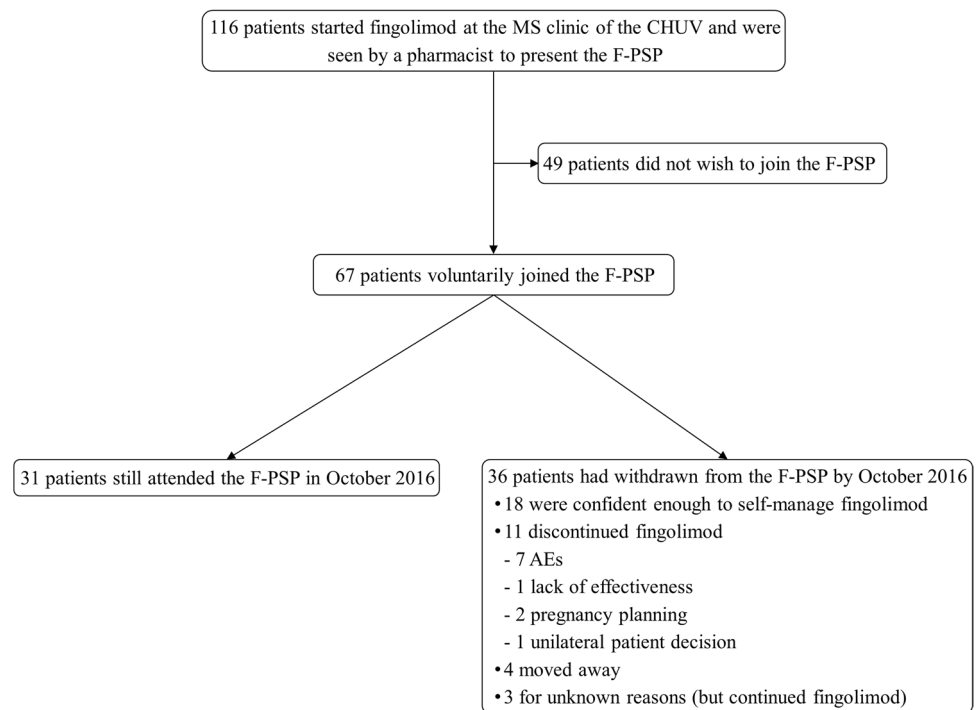 116 patients started fingolimod at the MS clinic of the CHUV and were
seen by a pharmacist to present the F-PSP
49 patients did not wish to join the F-PSP
67 patients voluntarily joined the F-PSP
31 patients still attended the F-PSP in October 2016
36 patients had withdrawn from the F-PSP by October 2016
•18 were confident enough to self-manage fingolimod
•11 discontinued fingolimod
- 7 AEs
- 1 lack of effectiveness
- 2 pregnancy planning
- 1 unilateral patient decision
•4 moved away
•3 for unknown reasons (but continued fingolimod)